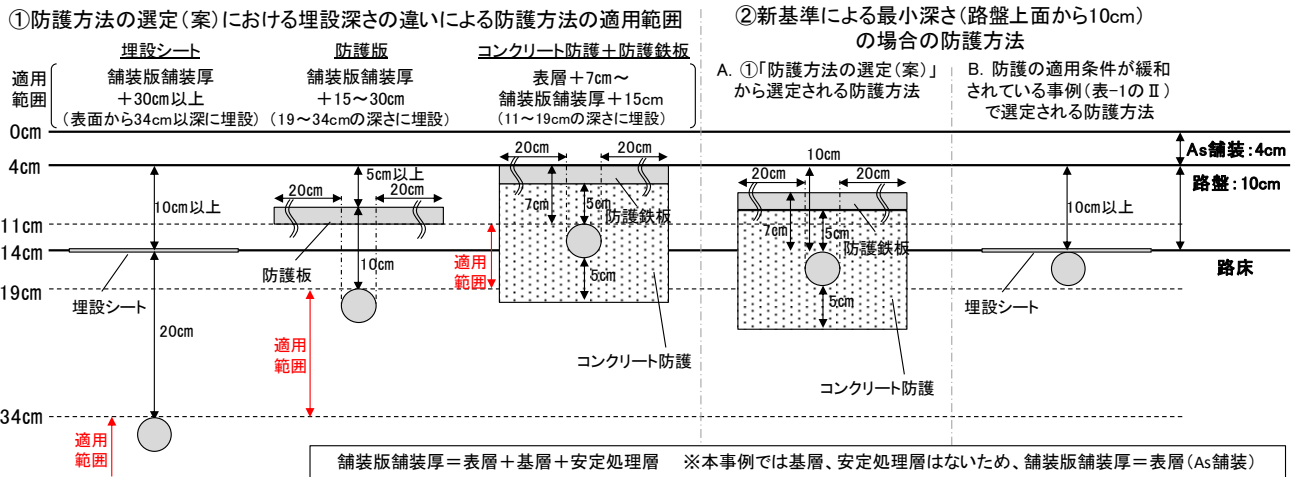 ①防護方法の選定(案)における埋設深さの違いによる防護方法の適用範囲
適用
範囲
埋設シート
舗装版舗装厚
+30cm以上
(表面から34cm以深に埋設)
防護版
舗装版舗装厚
+15~30cm
(19~34cmの深さに埋設)
コンクリート防護+防護鉄板
表層+7cm~
舗装版舗装厚+15cm
(11~19cmの深さに埋設)
②新基準による最小深さ(路盤上面から10cm)
の場合の防護方法
A. ①「防護方法の選定(案)」
から選定される防護方法
B. 防護の適用条件が緩和
されている事例(表-1のⅡ)
で選定される防護方法
0cm
4cm
11cm
14cm
19cm
34cm
10cm以上
埋設シート
20cm
適用
範囲
5cm以上
20cm
20cm
防護板
10cm
適用
範囲
20cm
20cm
7cm
5cm
防護鉄板
5cm
適用
範囲
コンクリート防護
10cm
20cm
20cm
7cm
5cm
防護鉄板
5cm
コンクリート防護
10cm以上
埋設シート
As舗装:4cm
路盤:10cm
路床
舗装版舗装厚=表層+基層+安定処理層 ※本事例では基層、安定処理層はないため、舗装版舗装厚=表層(As舗装)